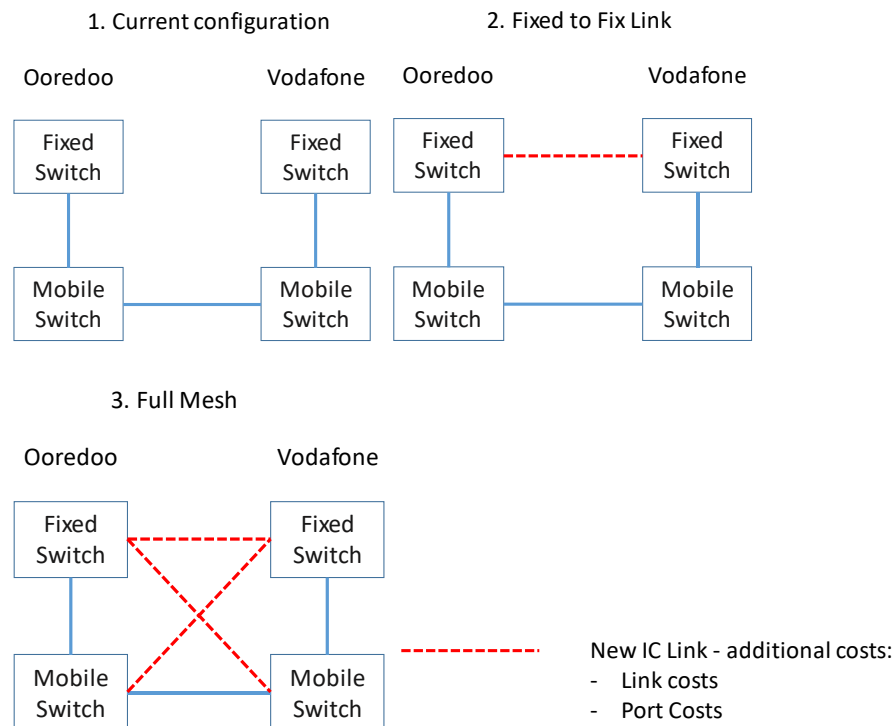 1. Current configuration
2. Fixed to Fix Link
Ooredoo
Vodafone
Ooredoo
Vodafone
Fixed
Switch
Fixed
Switch
Fixed
Switch
Fixed
Switch
Mobile
Switch
Mobile
Switch
Mobile
Switch
Mobile
Switch
3. Full Mesh
Ooredoo
Vodafone
Fixed
Switch
Fixed
Switch
Mobile
Switch
Mobile
Switch
New IC Link - additional costs:
- Link costs
- Port Costs